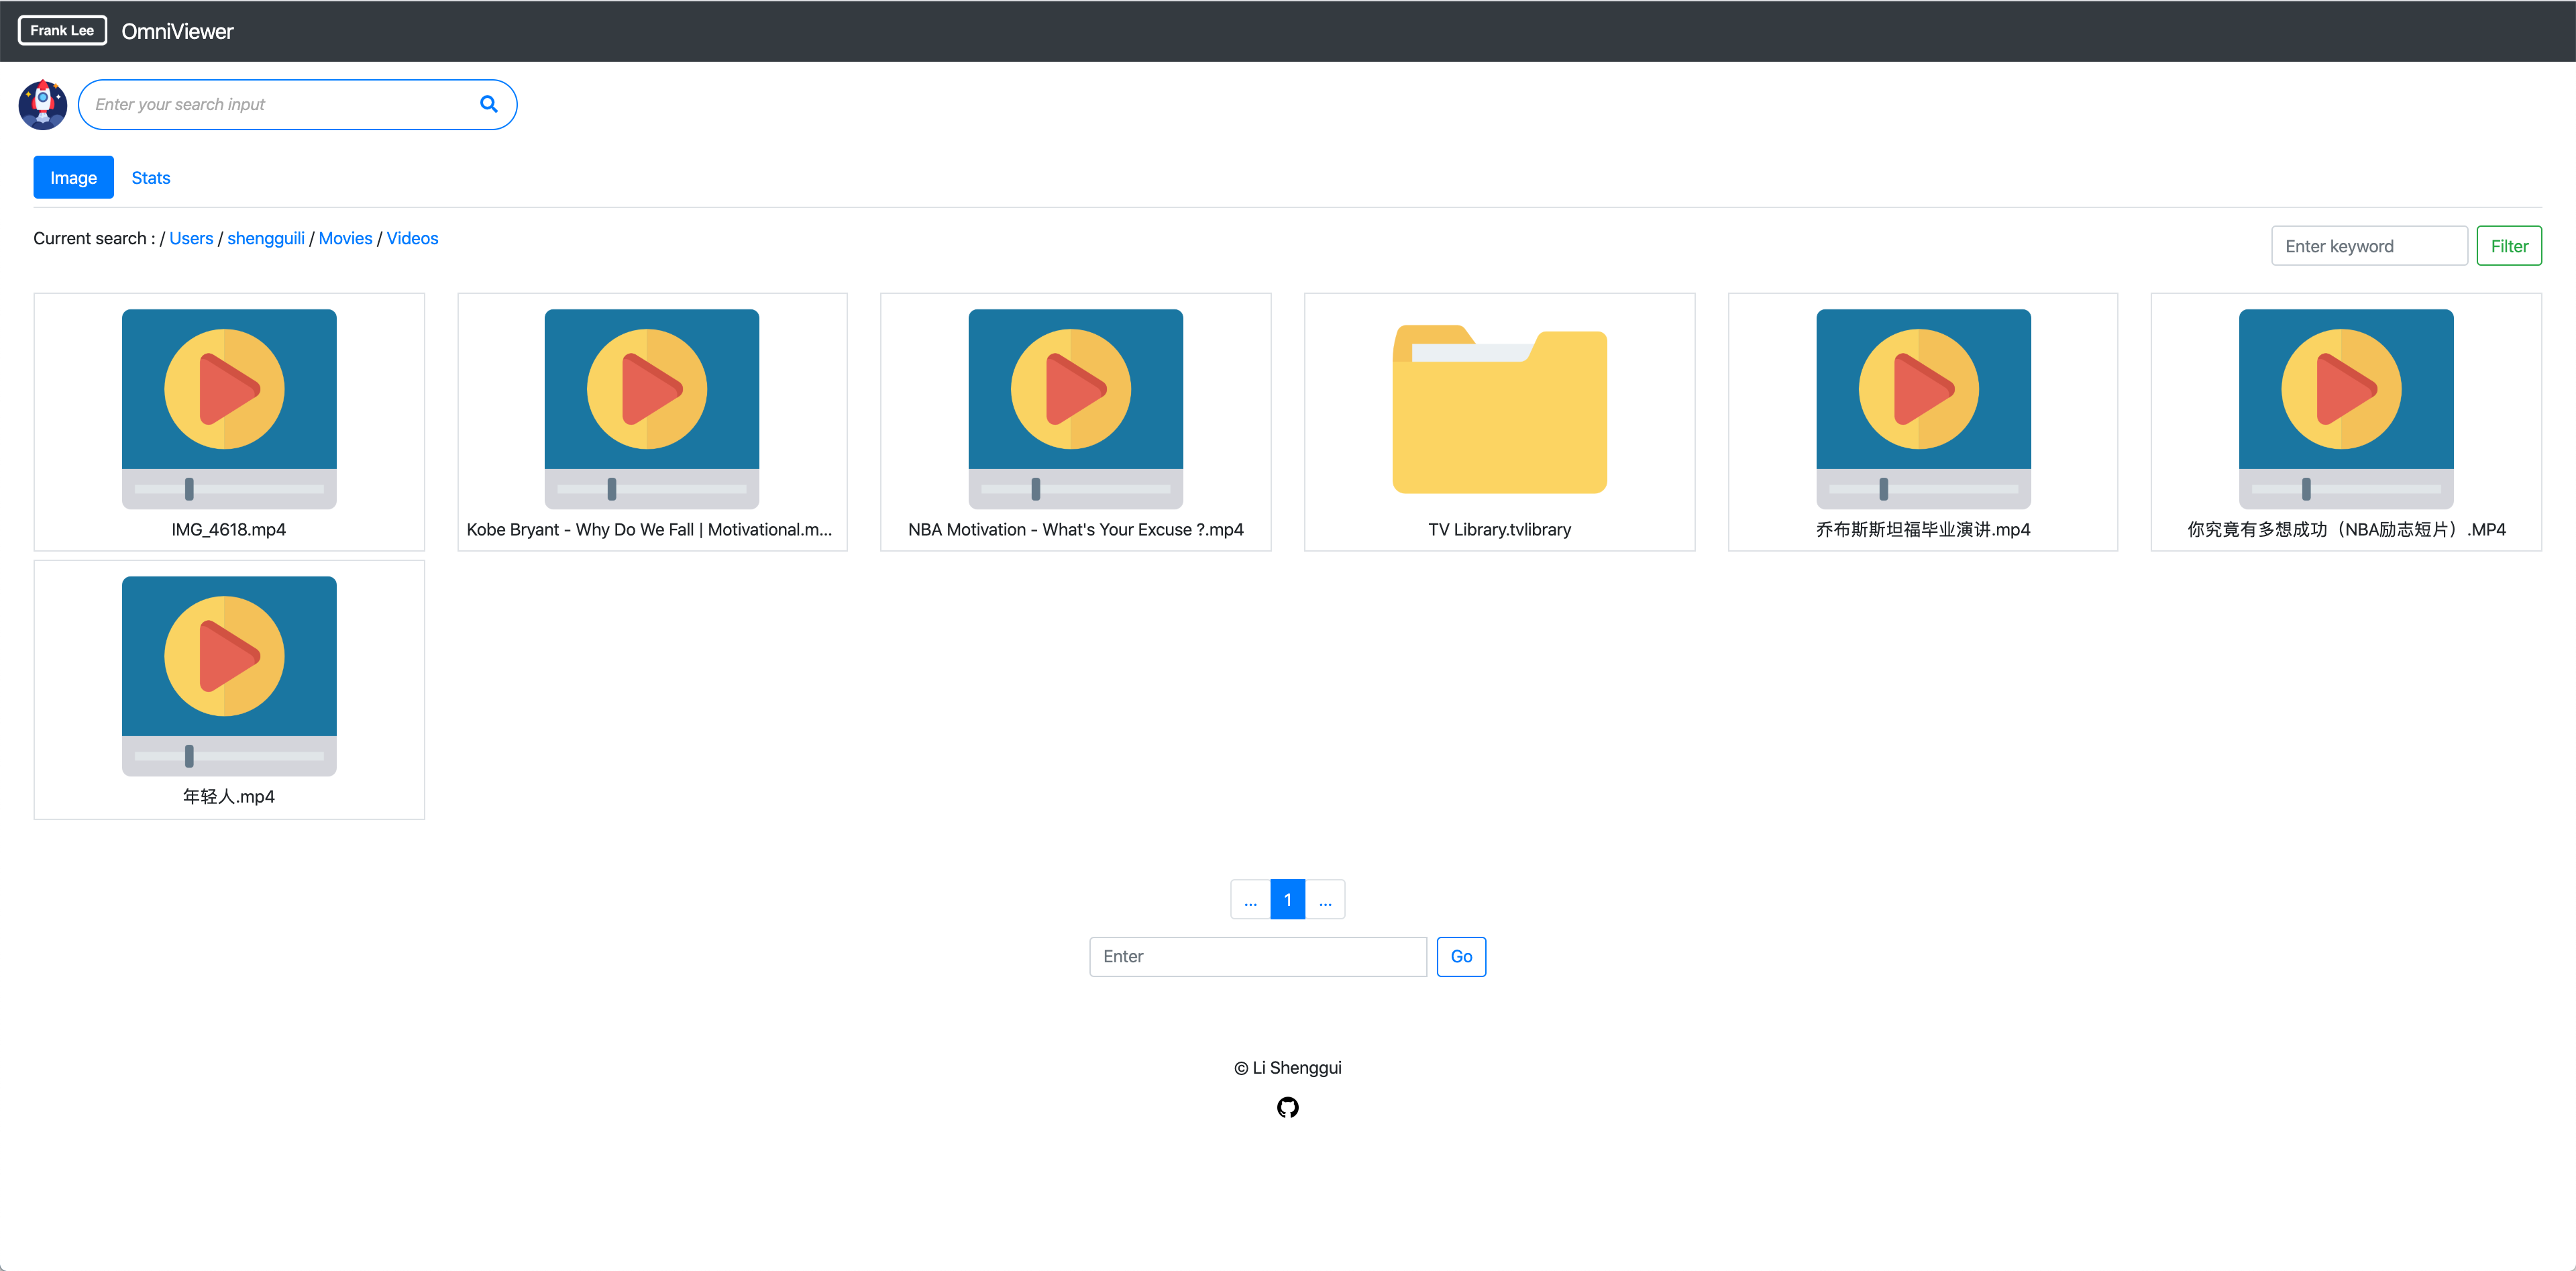 Frank Lee OmniViewer
Enter your search input
Image Stats
Current search : / Users / shengguili / Movies / Videos
Enter keyword Filter
IMG_4618.mp4
Kobe Bryant - Why Do We Fall | Motivational.m...
NBA Motivation - What's Your Excuse ?.mp4
TV Library.tvlibrary
乔布斯斯坦福毕业演讲.mp4
你究竟有多想成功（NBA励志短片）.MP4
年轻人.mp4
... 1 ...
Enter Go
© Li Shenggui